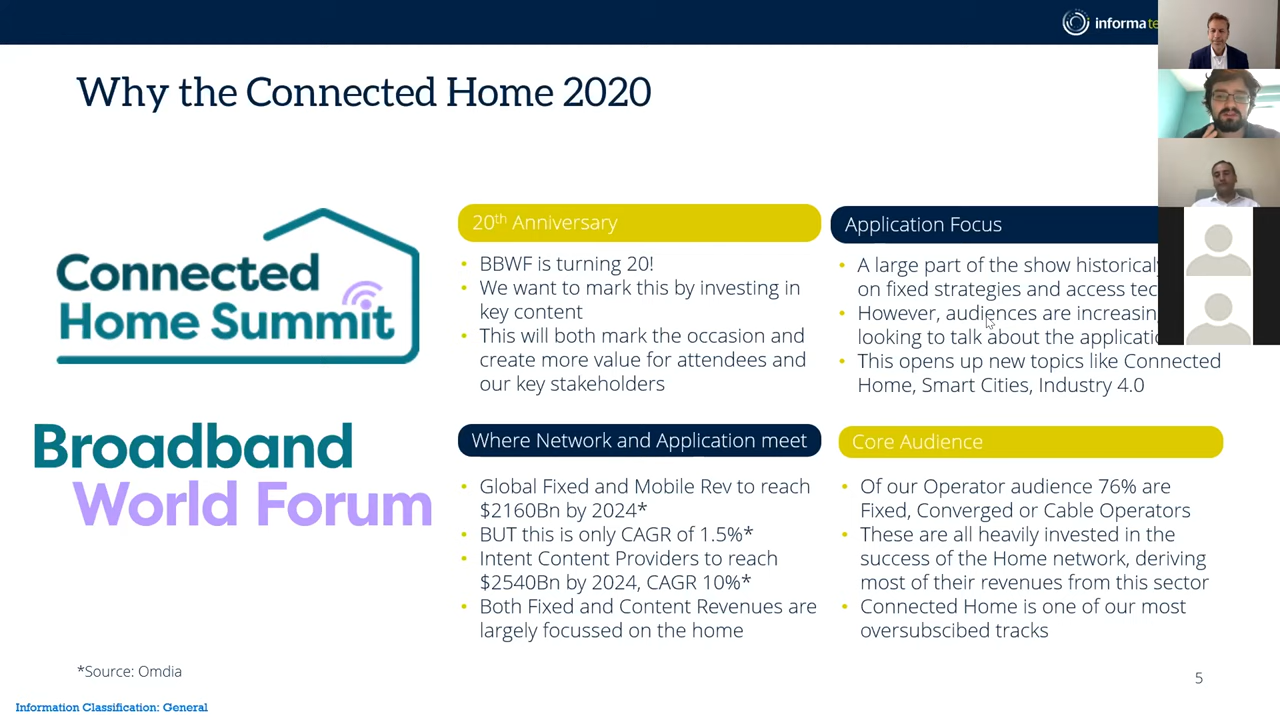 informa te
Why the Connected Home 2020
Connected
Home Summit
Broadband
World Forum
20th Anniversary
• BBWF is turning 20!
• We want to mark this by investing in
key content
• This will both mark the occasion and
create more value for attendees and
our key stakeholders
Application Focus
• A large part of the show historical
on fixed strategies and access tec
• However, audiences are increasin
looking to talk about the applicati
• This opens up new topics like Connected
Home, Smart Cities, Industry 4.0
Where Network and Application meet
• Global Fixed and Mobile Rev to reach
$2160Bn by 2024*
• BUT this is only CAGR of 1.5%*
• Intent Content Providers to reach
$2540Bn by 2024, CAGR 10%*
• Both Fixed and Content Revenues are
largely focussed on the home
Core Audience
• Of our Operator audience 76% are
Fixed, Converged or Cable Operators
• These are all heavily invested in the
success of the Home network, deriving
most of their revenues from this sector
• Connected Home is one of our most
oversubscibed tracks
*Source: Omdia
5
Information Classification: General